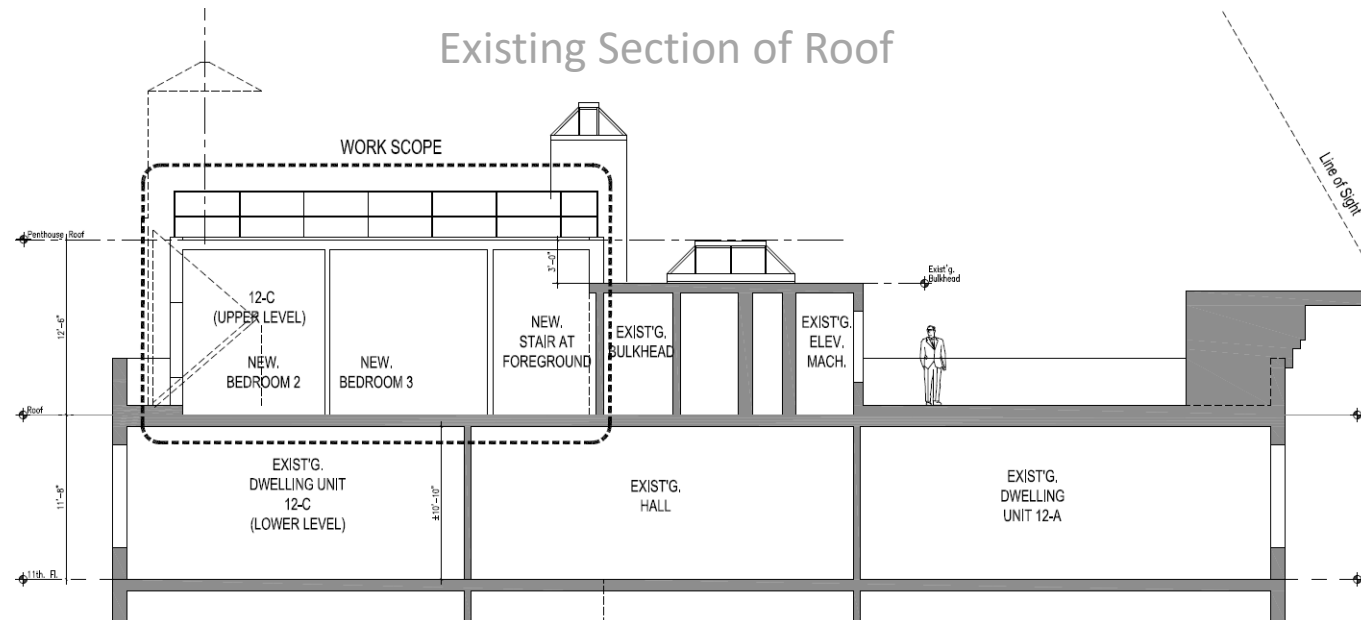 Existing Section of Roof
WORK SCOPE
Line of Sight
Penthouse Roof
3'-0"
Exist'g.
Bulkhead
12'-6"
12-C
(UPPER LEVEL)
NEW.
BEDROOM 2
NEW.
BEDROOM 3
NEW.
STAIR AT
FOREGROUND
EXIST'G.
BULKHEAD
EXIST'G.
ELEV.
MACH.
Roof
11'-8"
EXIST'G.
DWELLING UNIT
12-C
(LOWER LEVEL)
±10'-10"
EXIST'G.
HALL
EXIST'G.
DWELLING
UNIT 12-A
11th. Fl.